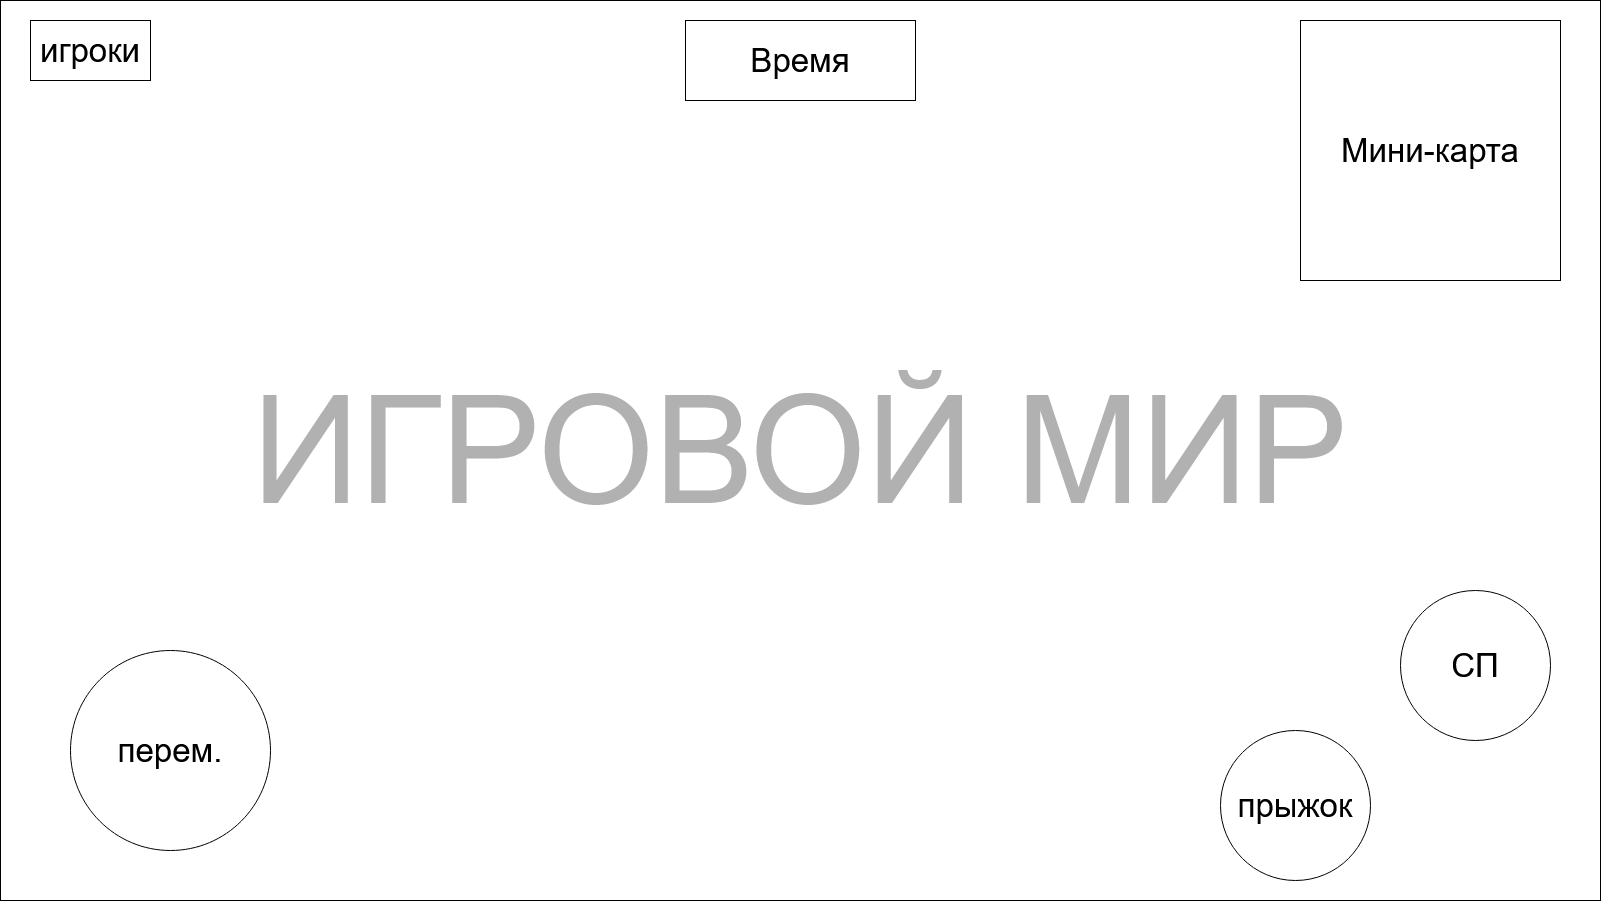 игроки
Время
Мини-карта
ИГРОВОЙ МИР
СП
перем.
прыжок